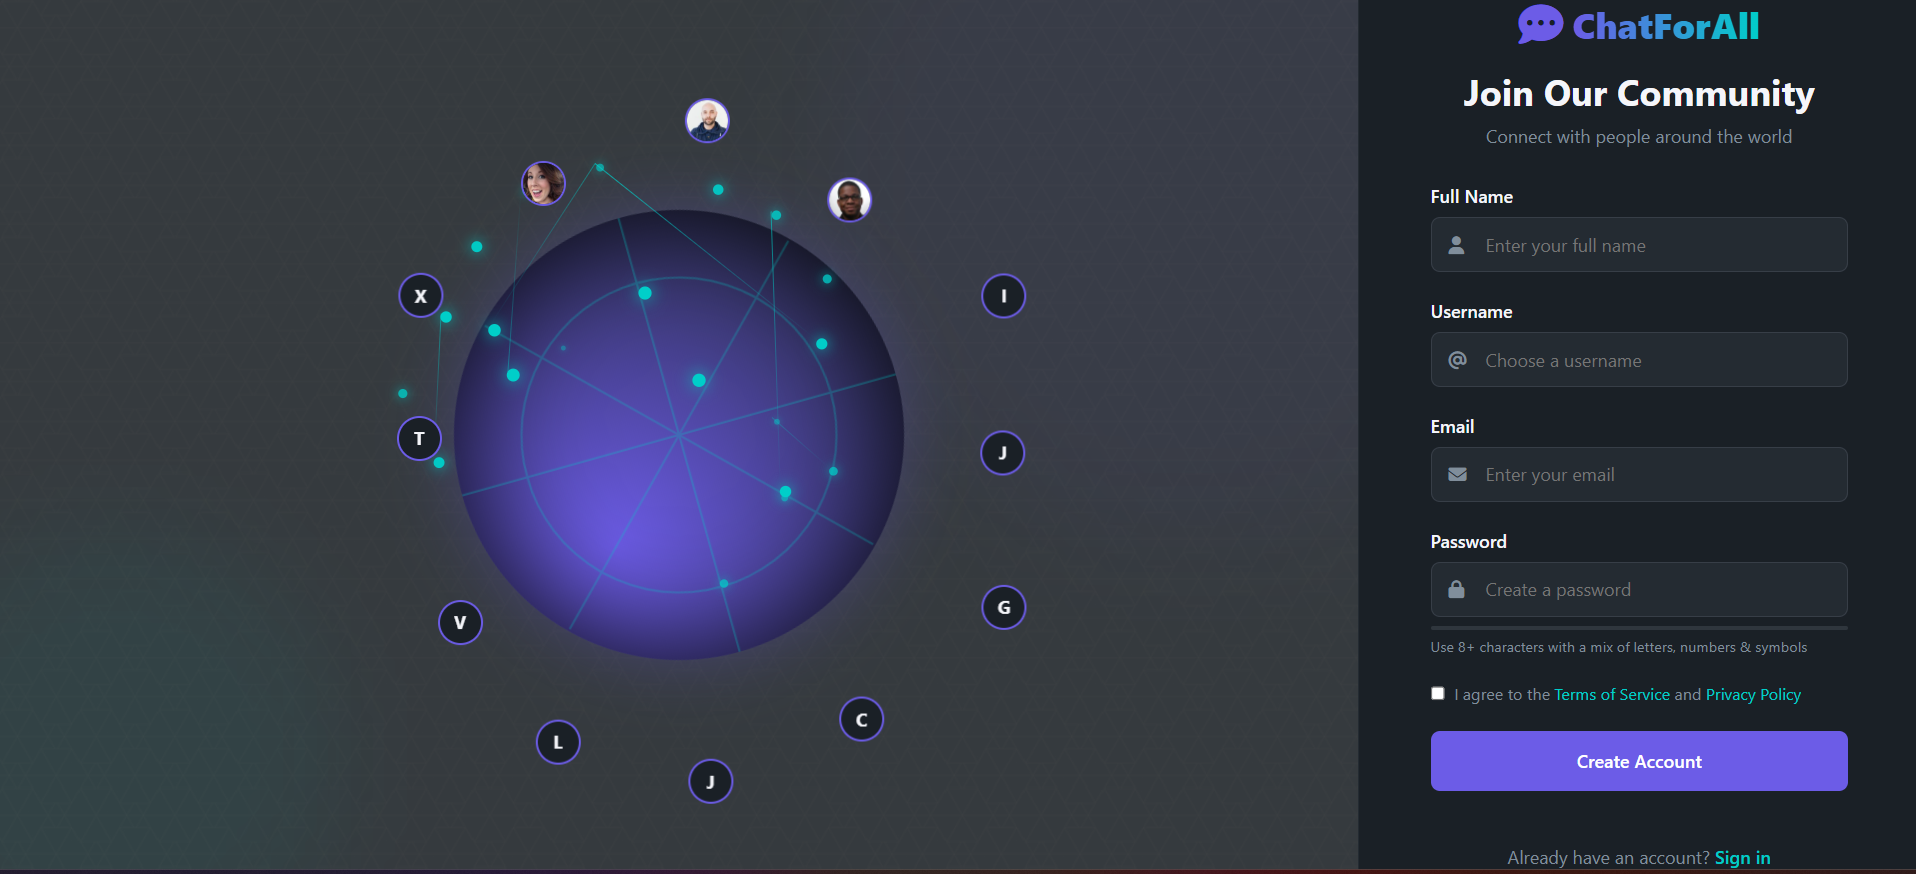 ChatForAll
Join Our Community
Connect with people around the world
Full Name
Enter your full name
Username
@ Choose a username
Email
Enter your email
Password
Create a password
Use 8+ characters with a mix of letters, numbers & symbols
I agree to the Terms of Service and Privacy Policy
Create Account
Already have an account? Sign in
X
I
T
J
V
G
L
C
J